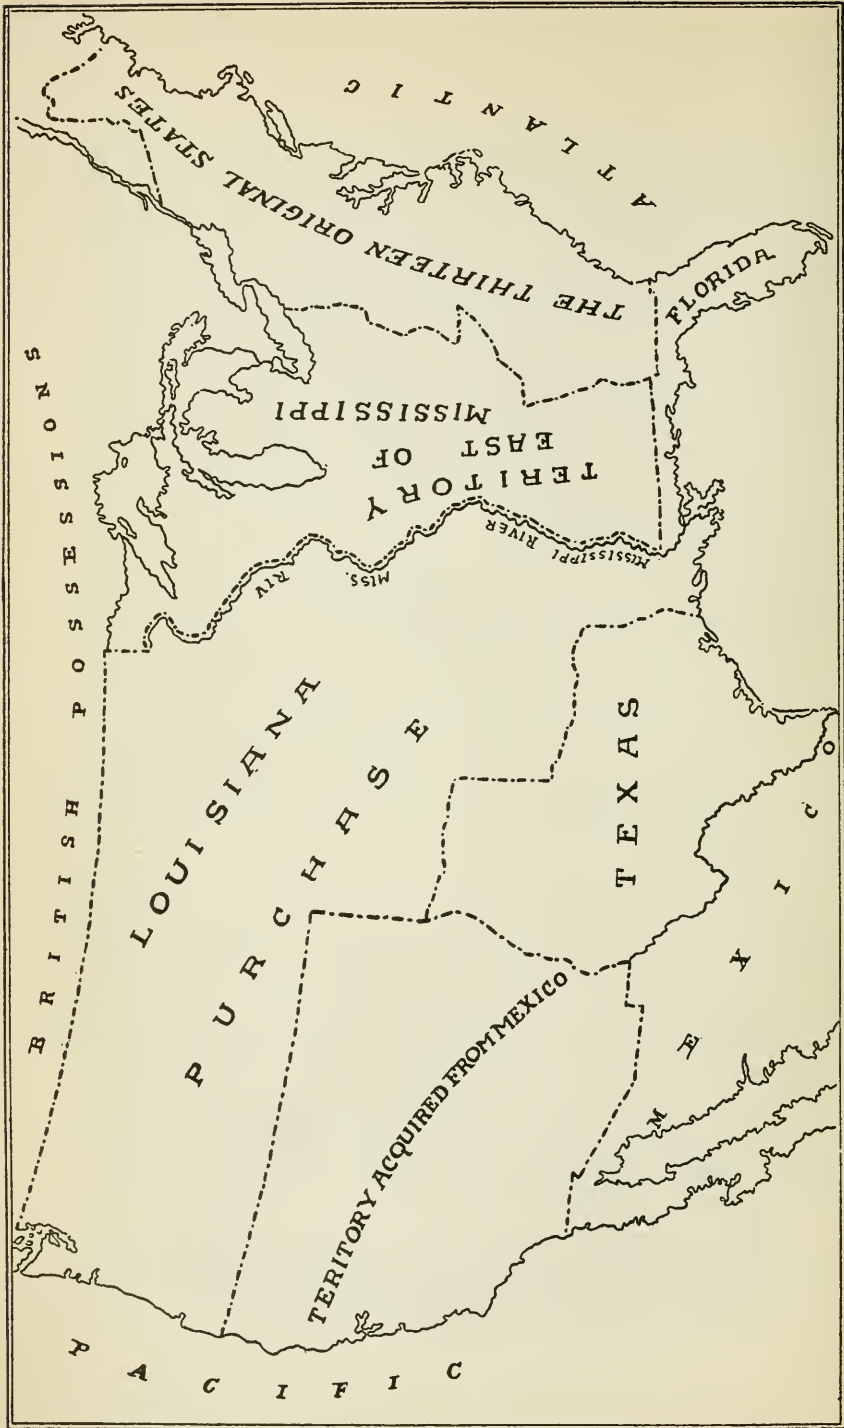 ATLANTIC
THE THIRTEEN ORIGINAL STATES
FLORIDA
TERITORY
EAST OF
MISSISSIPPI
MISSISSIPPI RIVER
MISS. RIV
BRITISH POSSESSIONS
LOUISIANA
PURCHASE
TEXAS
TERITORY ACQUIRED FROM MEXICO
MEXICO
PACIFIC